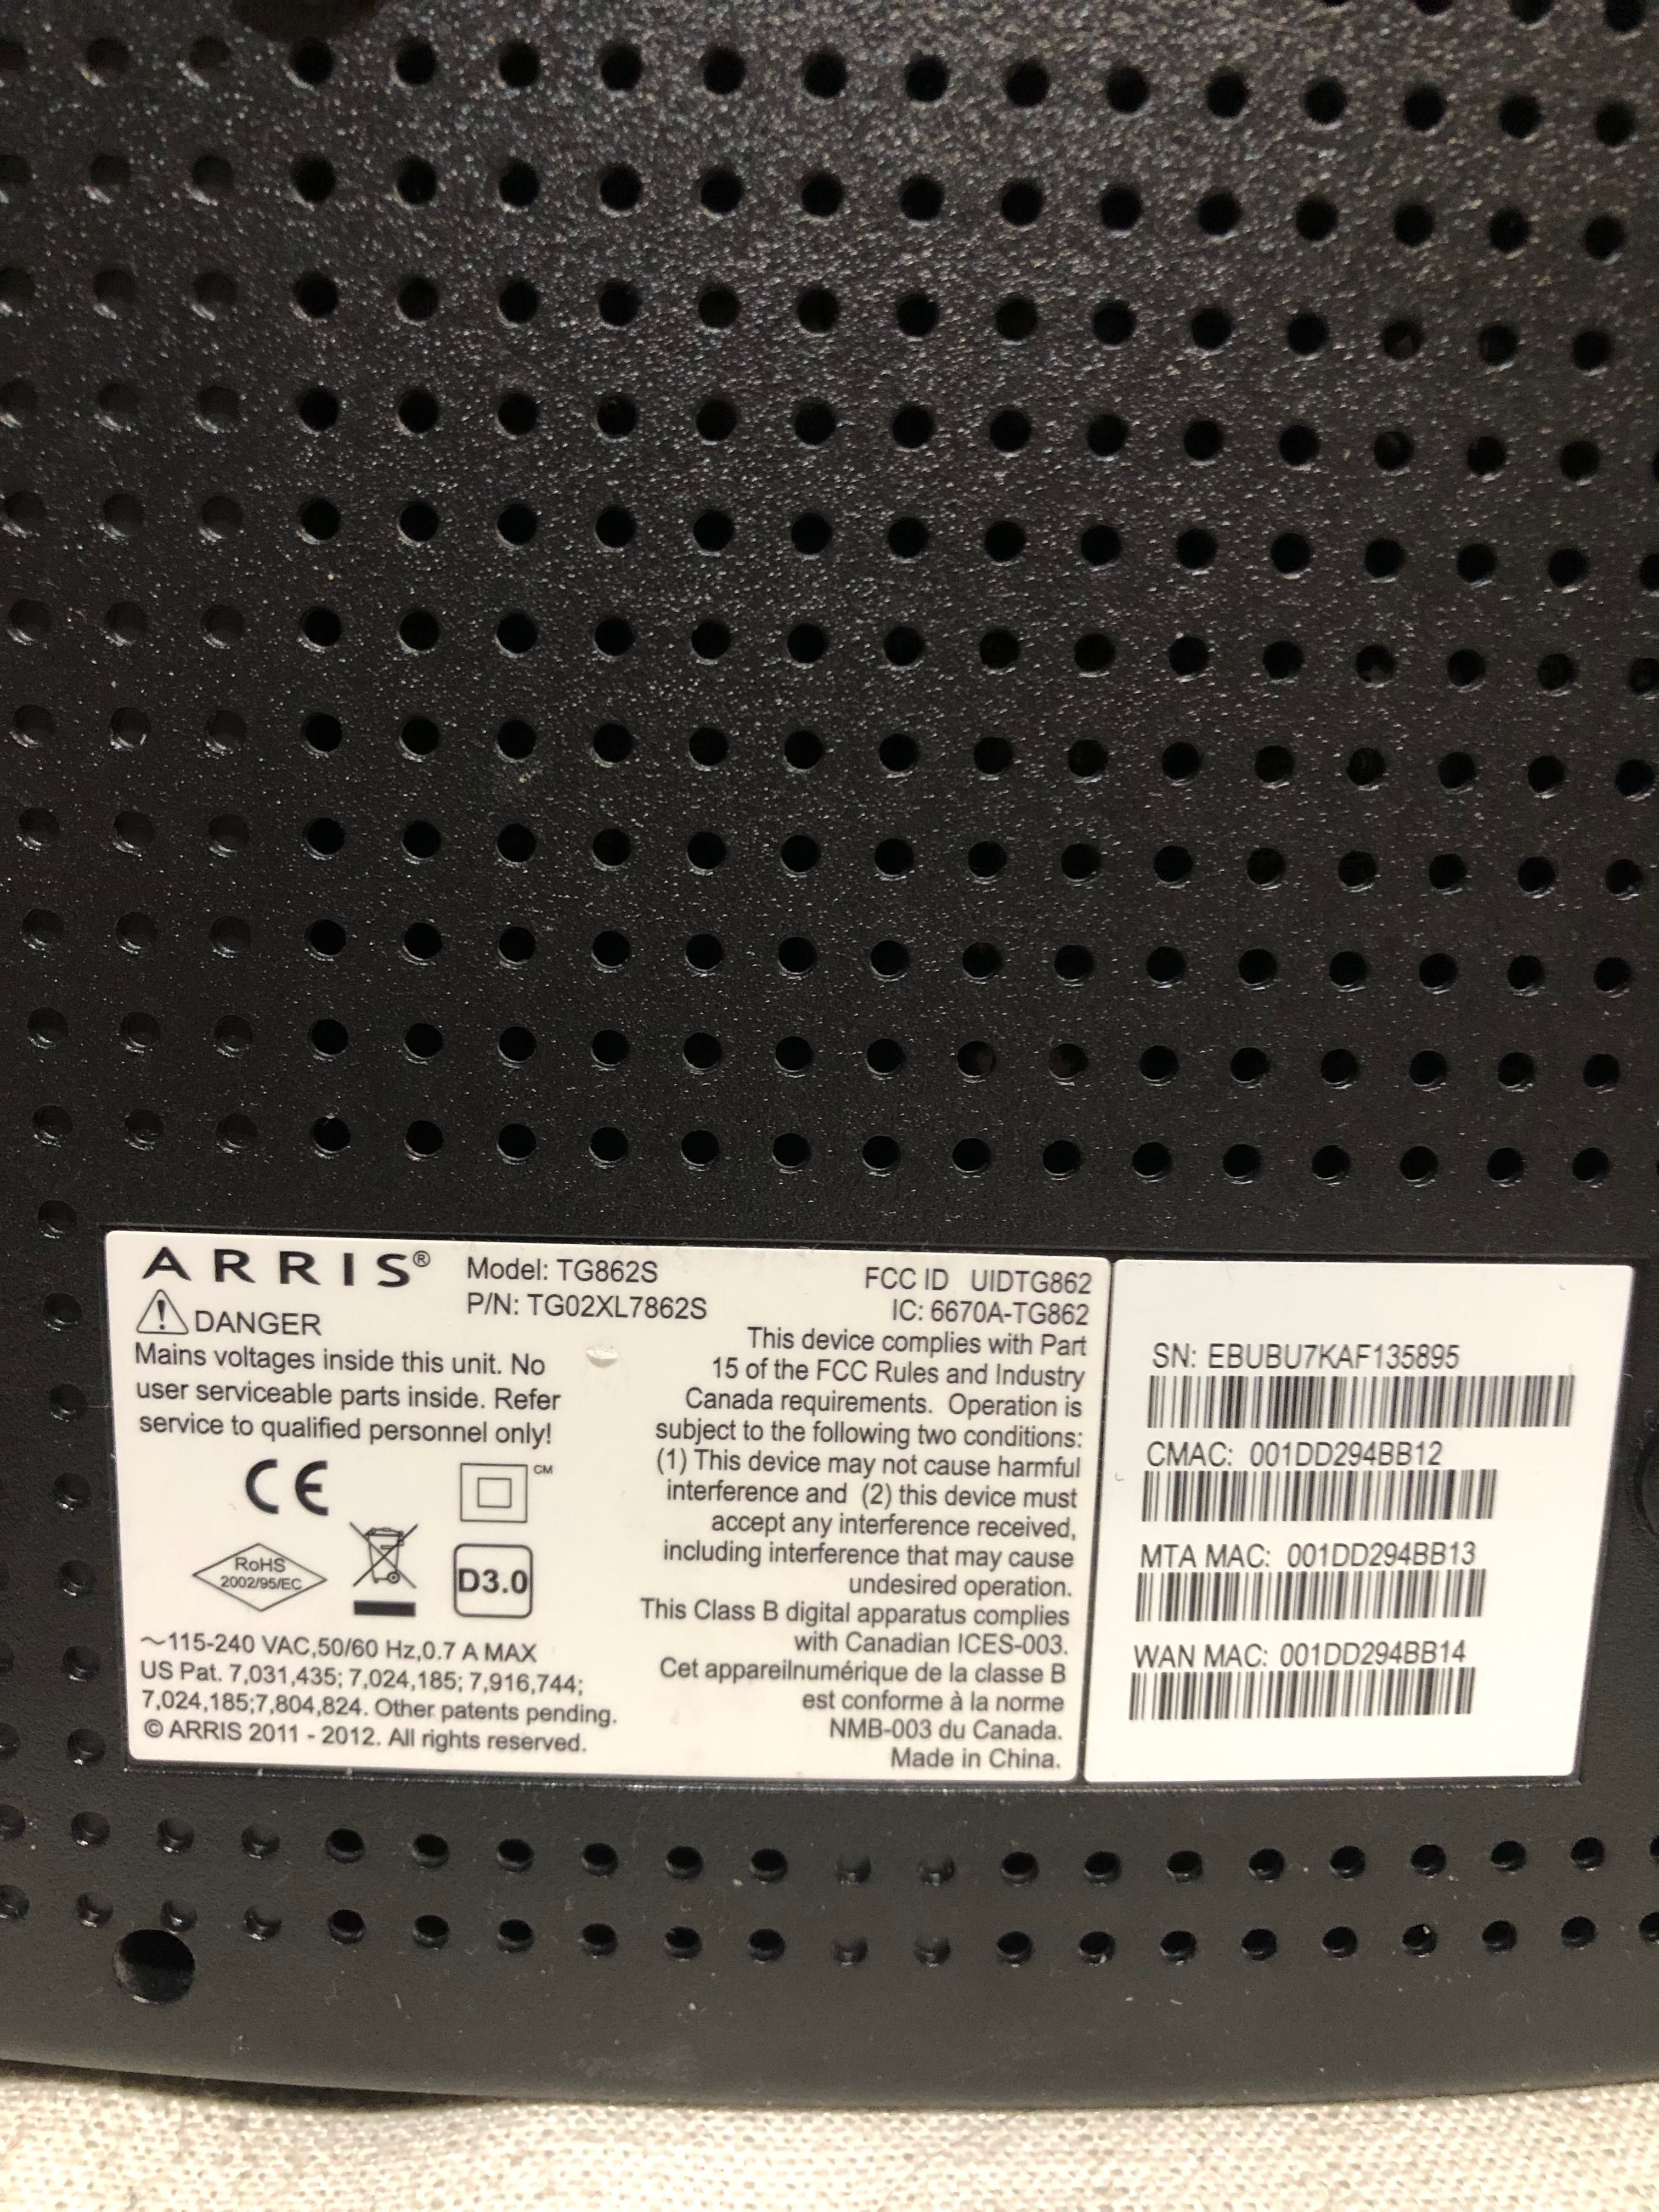 ARRIS®
Model: TG862S
P/N: TG02XL7862S
DANGER
Mains voltages inside this unit. No
user serviceable parts inside. Refer
service to qualified personnel only!
CE
CM
RoHS
2002/95/EC
D3.0
~115-240 VAC,50/60 Hz,0.7 A MAX
US Pat. 7,031,435; 7,024,185; 7,916,744;
7,024,185;7,804,824. Other patents pending.
© ARRIS 2011 - 2012. All rights reserved.
FCC ID UIDTG862
IC: 6670A-TG862
This device complies with Part
15 of the FCC Rules and Industry
Canada requirements. Operation is
subject to the following two conditions:
(1) This device may not cause harmful
interference and (2) this device must
accept any interference received,
including interference that may cause
undesired operation.
This Class B digital apparatus complies
with Canadian ICES-003.
Cet appareilnumérique de la classe B
est conforme à la norme
NMB-003 du Canada.
Made in China.
SN: EBUBU7KAF135895
CMAC: 001DD294BB12
MTA MAC: 001DD294BB13
WAN MAC: 001DD294BB14